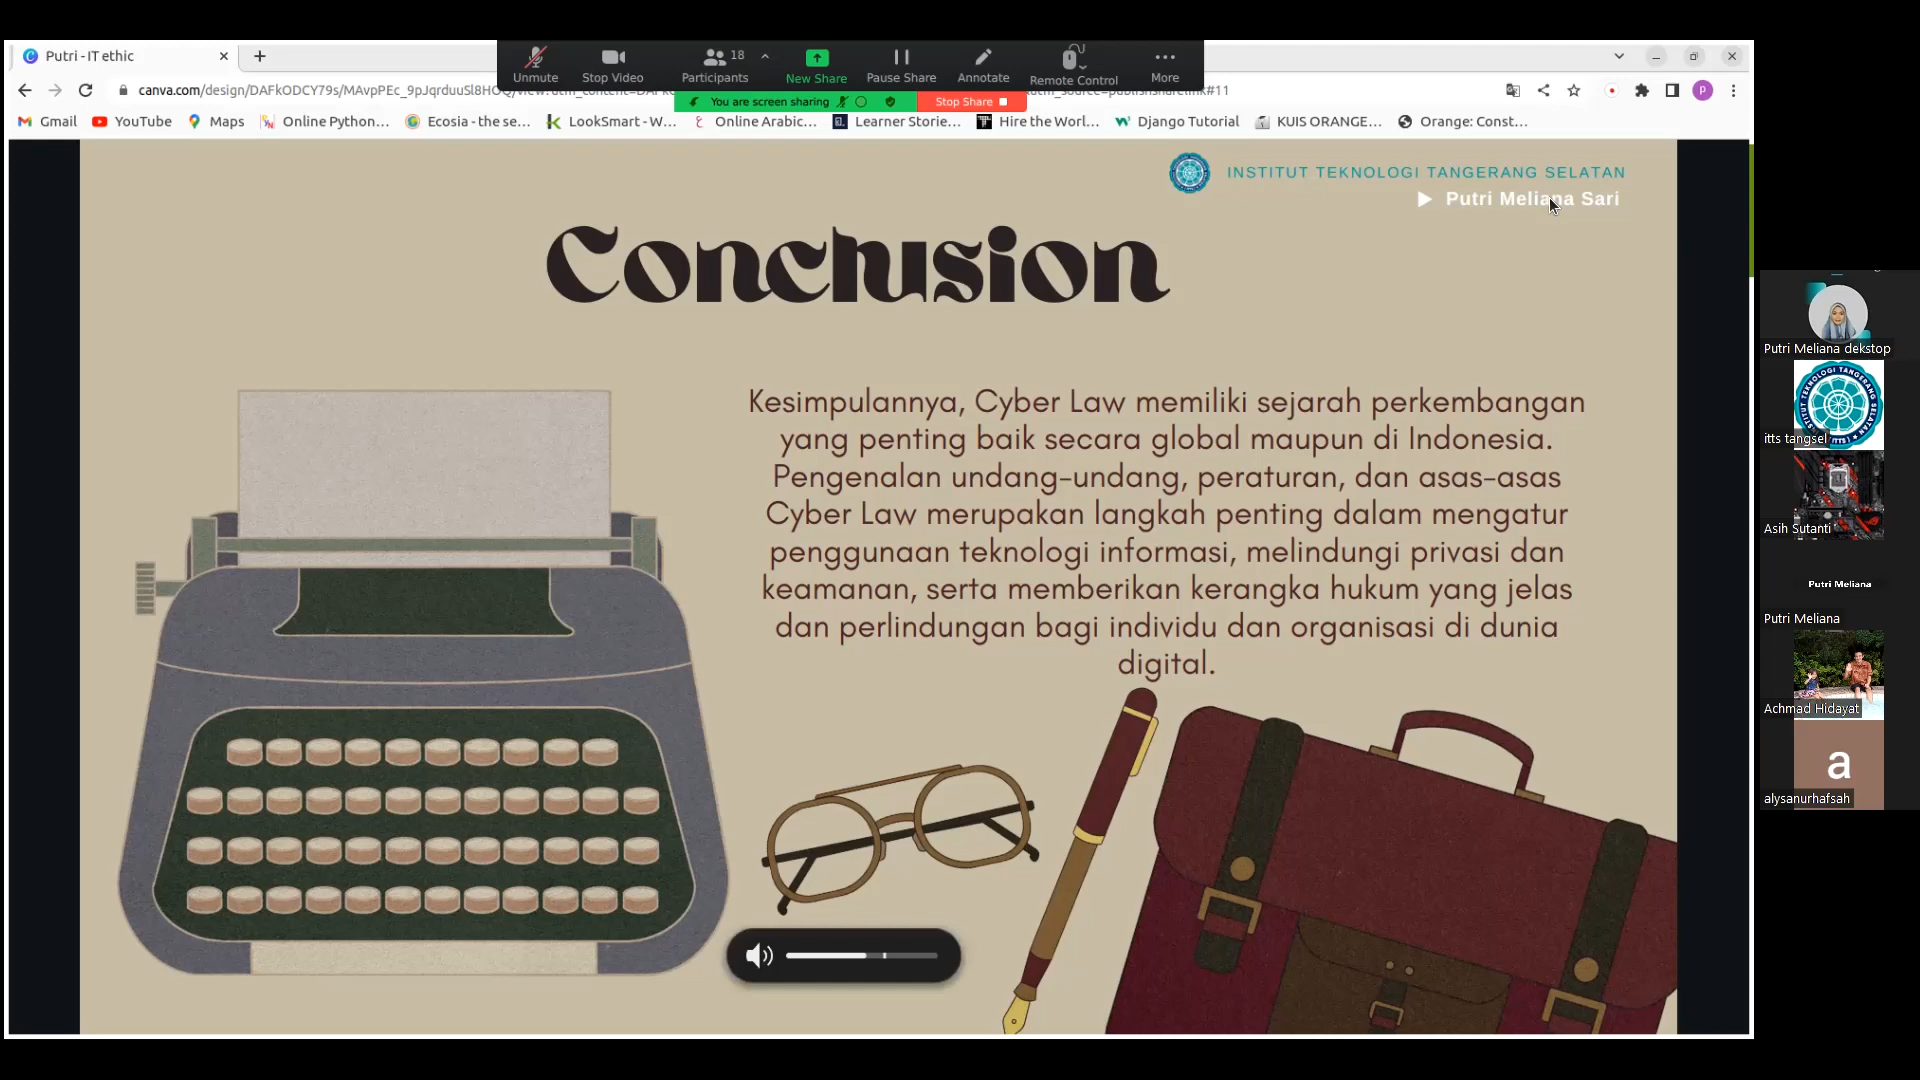 Putri - IT ethic
Unmute
Stop Video
18
Participants
New Share
Pause Share
Annotate
Remote Control
More
You are screen sharing
Stop Share
Gmail
YouTube
Maps
Online Python...
Ecosia - the se...
LookSmart - W...
Online Arabic...
Learner Storie...
Hire the Worl...
Django Tutorial
KUIS ORANGE...
Orange: Const...
INSTITUT TEKNOLOGI TANGERANG SELATAN
Putri Meliana Sari
Conclusion
Kesimpulannya, Cyber Law memiliki sejarah perkembangan
yang penting baik secara global maupun di Indonesia.
Pengenalan undang-undang, peraturan, dan asas-asas
Cyber Law merupakan langkah penting dalam mengatur
penggunaan teknologi informasi, melindungi privasi dan
keamanan, serta memberikan kerangka hukum yang jelas
dan perlindungan bagi individu dan organisasi di dunia
digital.
Putri Meliana dekstop
itts tangsel
Asih Sutanti
Putri Meliana
Putri Meliana
Achmad Hidayat
a
alysanurhafsah